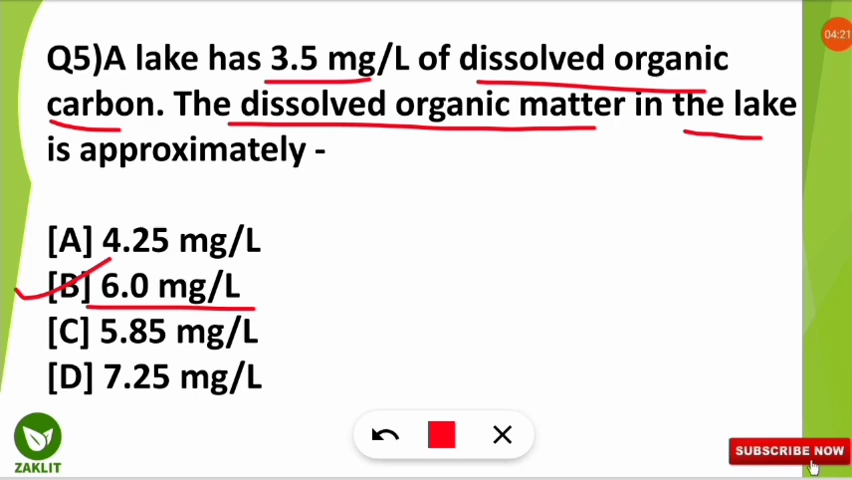 04:21
Q5)A lake has 3.5 mg/L of dissolved organic
carbon. The dissolved organic matter in the lake
is approximately -
[A] 4.25 mg/L
[B] 6.0 mg/L
[C] 5.85 mg/L
[D] 7.25 mg/L
ZAKLIT
SUBSCRIBE NOW